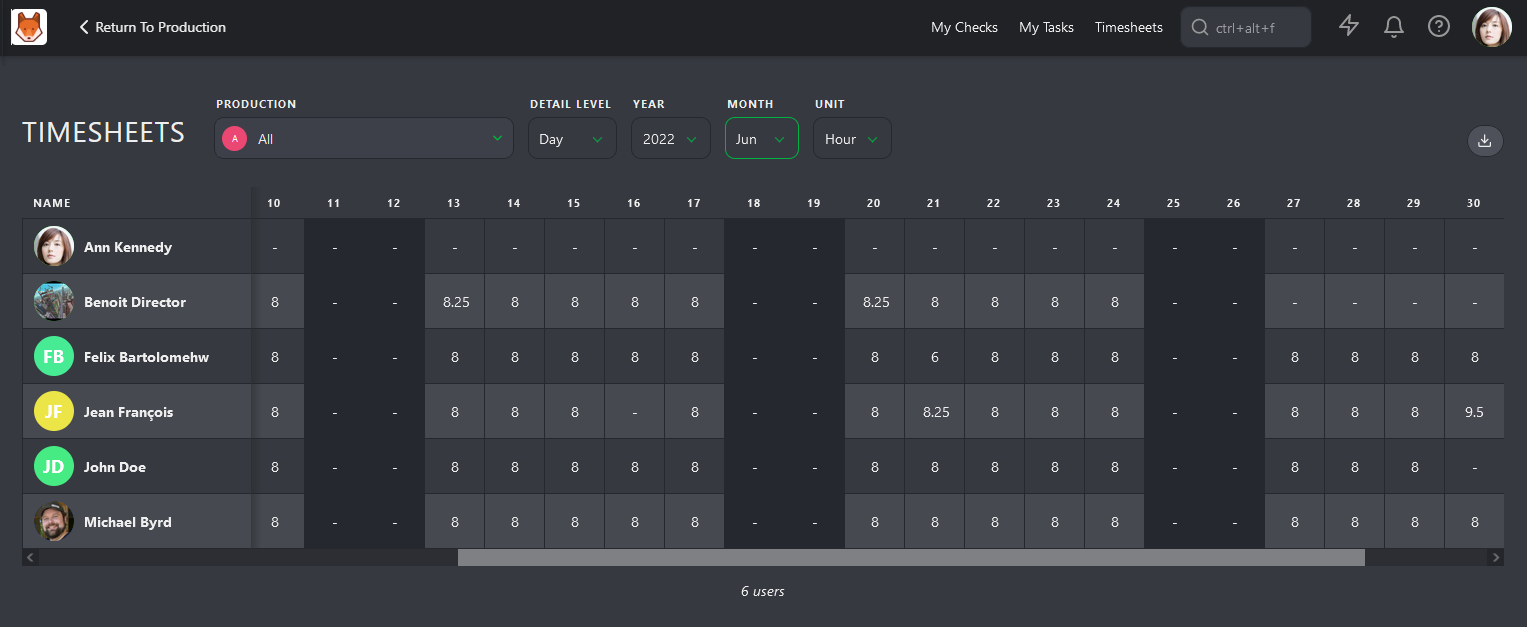 Return To Production My Checks My Tasks Timesheets ctrl+alt+f
PRODUCTION DETAIL LEVEL YEAR MONTH UNIT
TIMESHEETS A All Day 2022 Jun Hour
NAME 10 11 12 13 14 15 16 17 18 19 20 21 22 23 24 25 26 27 28 29 30
Ann Kennedy - - - - - - - - - - - - - - - - - - - -
Benoit Director 8 - - 8.25 8 8 8 8 - - 8.25 8 8 8 8 - - - - - -
FB Felix Bartolomehw 8 - - 8 8 8 8 8 - - 8 6 8 8 8 - - 8 8 8 8
JF Jean François 8 - - 8 8 8 - 8 - - 8 8.25 8 8 8 - - 8 8 8 9.5
JD John Doe 8 - - 8 8 8 8 8 - - 8 8 8 8 8 - - 8 8 8 -
Michael Byrd 8 - - 8 8 8 8 8 - - 8 8 8 8 8 - - 8 8 8 8
6 users